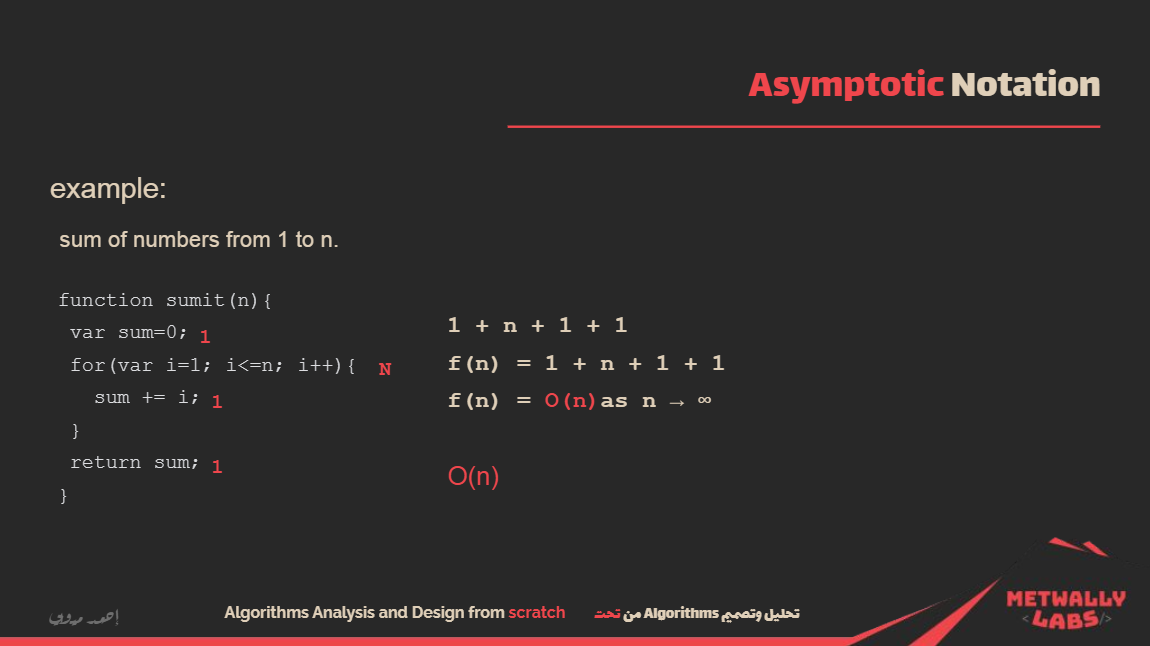 Asymptotic Notation
example:
sum of numbers from 1 to n.
function sumit(n){
var sum=0; 1
for(var i=1; i<=n; i++){ N
sum += i; 1
}
return sum; 1
}
1 + n + 1 + 1
f(n) = 1 + n + 1 + 1
f(n) = O(n) as n → ∞
O(n)
Algorithms Analysis and Design from scratch
تحليل وتصميم Algorithms من تحت
METWALLY
<LABS/>